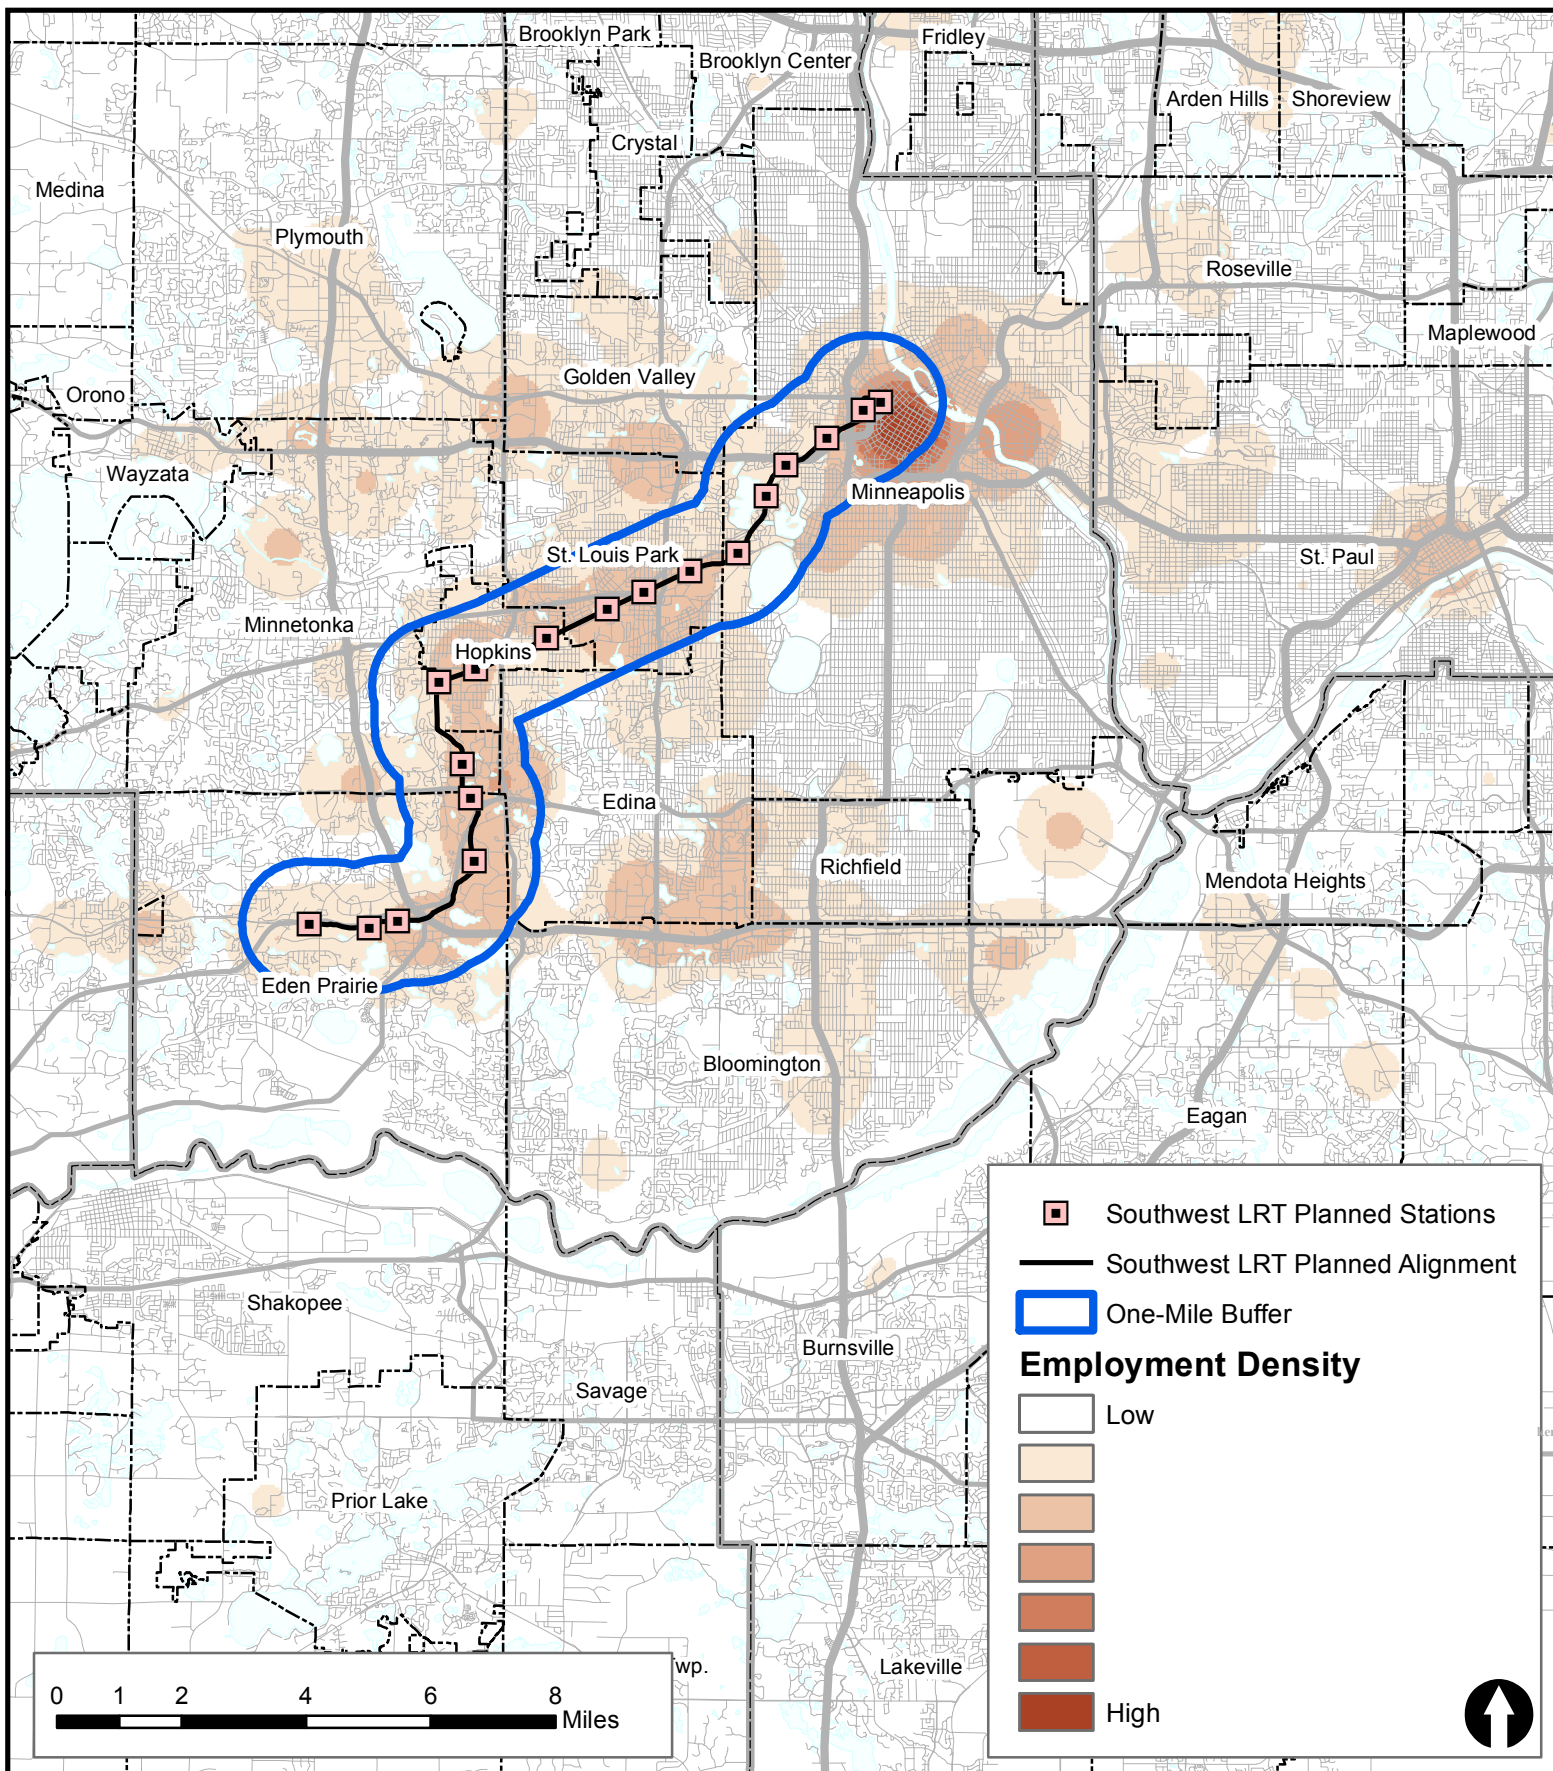 Brooklyn Park
Fridley
Brooklyn Center
Arden Hills
Shoreview
Crystal
Medina
Plymouth
Roseville
Maplewood
Golden Valley
Orono
Wayzata
Minneapolis
St. Louis Park
St. Paul
Minnetonka
Hopkins
Edina
Richfield
Mendota Heights
Eden Prairie
Bloomington
Eagan
Shakopee
Burnsville
Savage
Prior Lake
wp.
Lakeville
Southwest LRT Planned Stations
Southwest LRT Planned Alignment
One-Mile Buffer
Employment Density
Low
High
0 1 2 4 6 8
Miles